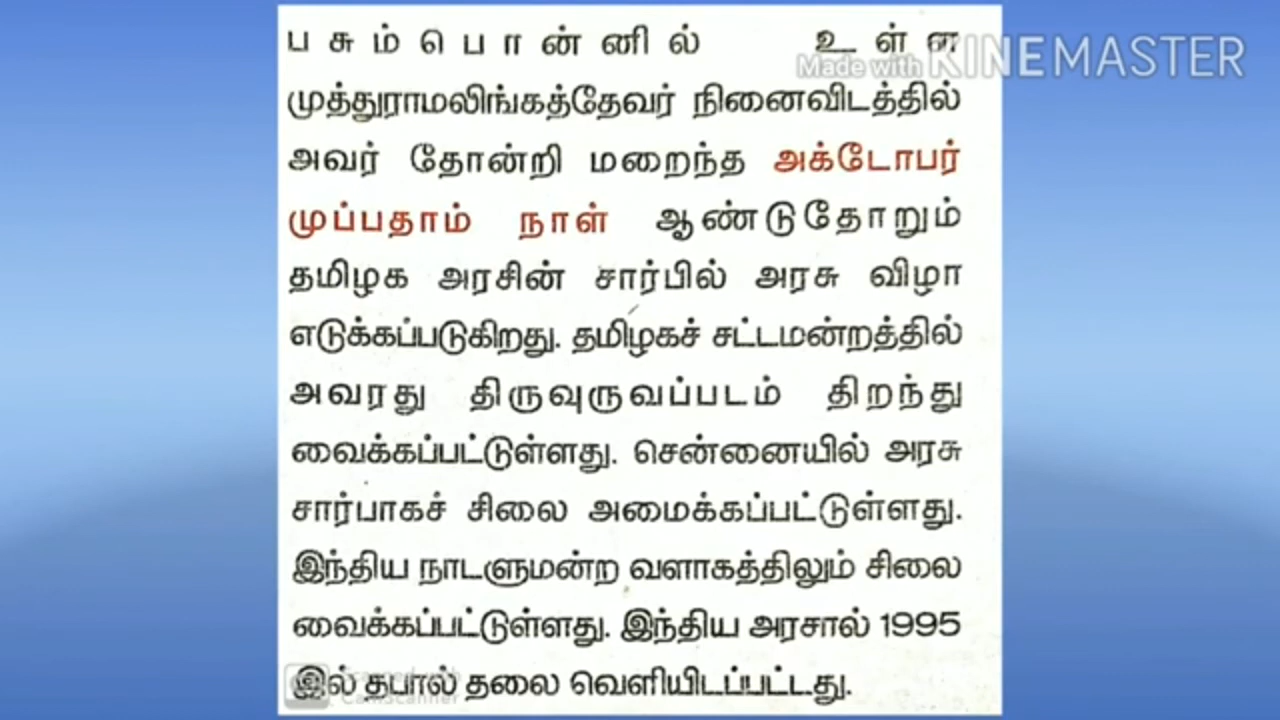 பசும்பொன்னில் உள்ள
Made with KINEMASTER
முத்துராமலிங்கத்தேவர் நினைவிடத்தில்
அவர் தோன்றி மறைந்த அக்டோபர்
முப்பதாம் நாள் ஆண்டுதோறும்
தமிழக அரசின் சார்பில் அரசு விழா
எடுக்கப்படுகிறது. தமிழகச் சட்டமன்றத்தில்
அவரது திருவுருவப்படம் திறந்து
வைக்கப்பட்டுள்ளது. சென்னையில் அரசு
சார்பாகச் சிலை அமைக்கப்பட்டுள்ளது.
இந்திய நாடளுமன்ற வளாகத்திலும் சிலை
வைக்கப்பட்டுள்ளது. இந்திய அரசால் 1995
இல் தபால் தலை வெளியிடப்பட்டது.
Scanned with
CamScanner